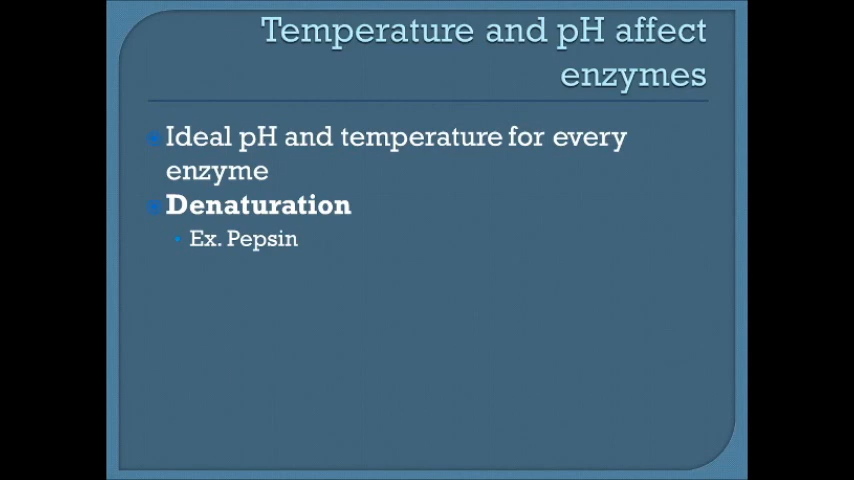 Temperature and pH affect
enzymes
Ideal pH and temperature for every
enzyme
Denaturation
Ex. Pepsin